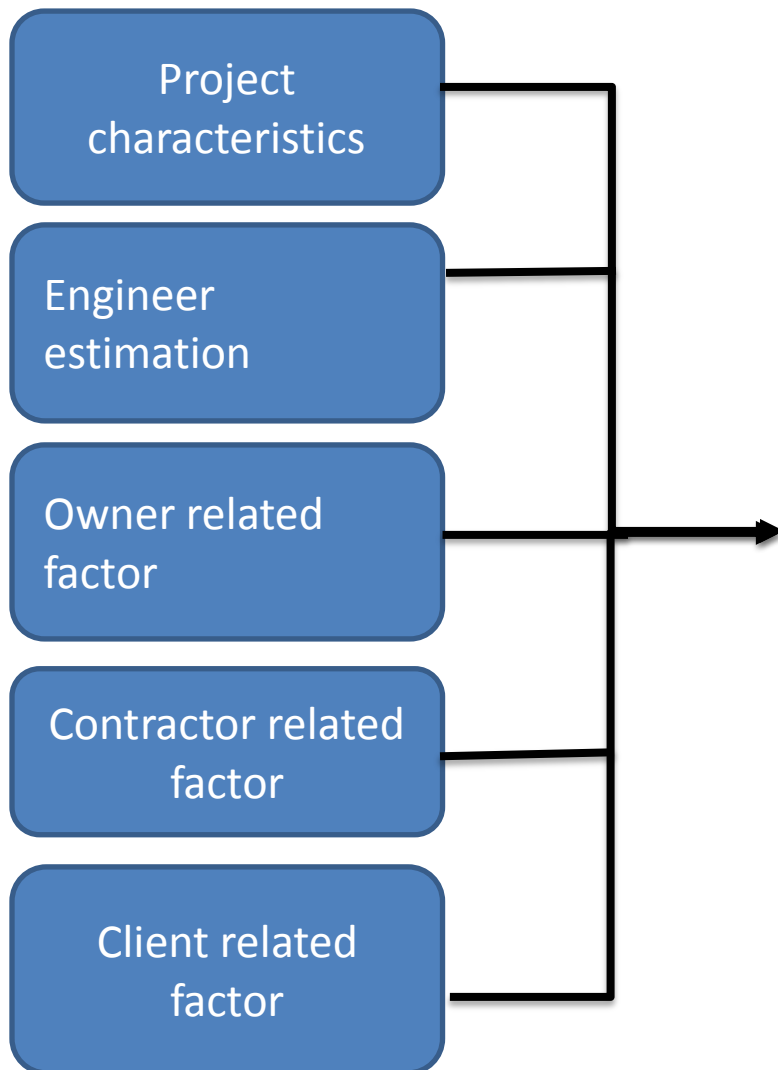 Project
characteristics
Engineer
estimation
Owner related
factor
Contractor related
factor
Client related
factor